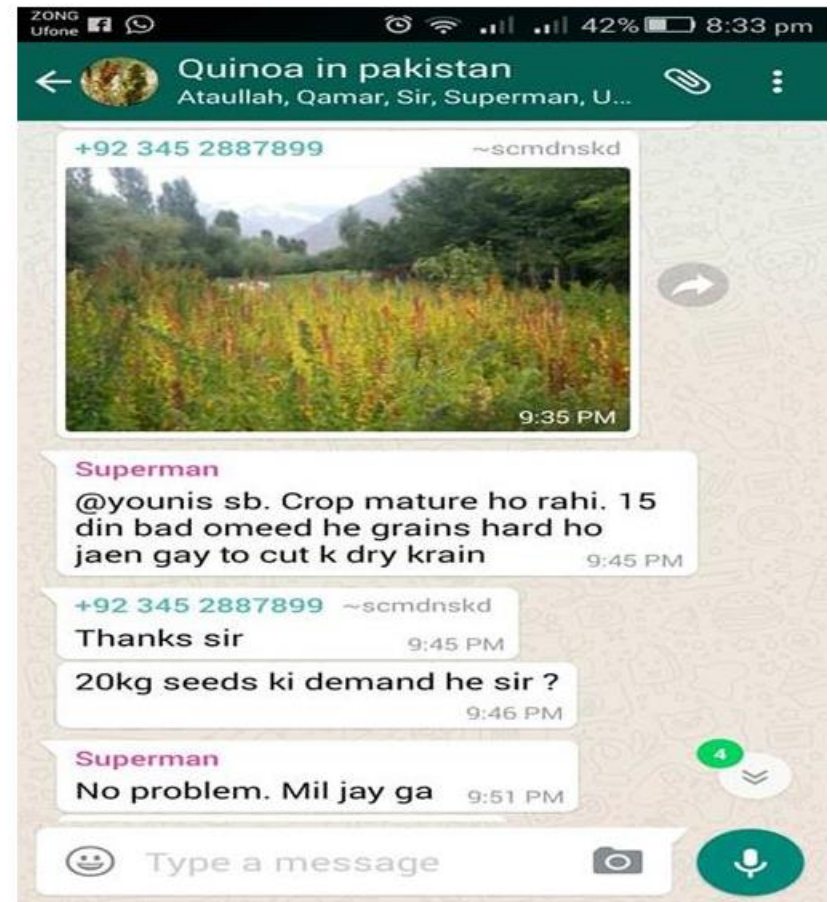 ZONG
Ufone
42% 8:33 pm
Quinoa in pakistan
Ataullah, Qamar, Sir, Superman, U...
+92 345 2887899 ~scmdnskd
9:35 PM
Superman
@younis sb. Crop mature ho rahi. 15
din bad omeed he grains hard ho
jaen gay to cut k dry krain 9:45 PM
+92 345 2887899 ~scmdnskd
Thanks sir 9:45 PM
20kg seeds ki demand he sir ?
9:46 PM
Superman
4
No problem. Mil jay ga 9:51 PM
Type a message